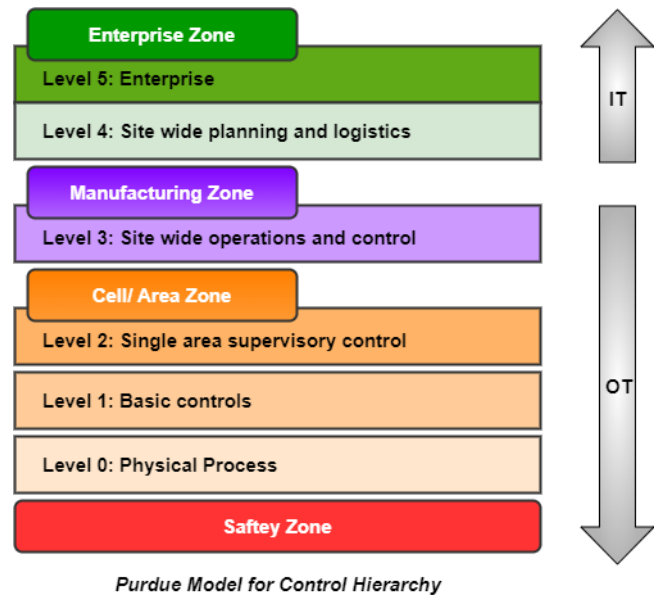 Enterprise Zone
Level 5: Enterprise
IT
Level 4: Site wide planning and logistics
Manufacturing Zone
Level 3: Site wide operations and control
Cell/ Area Zone
Level 2: Single area supervisory control
OT
Level 1: Basic controls
Level 0: Physical Process
Saftey Zone
Purdue Model for Control Hierarchy